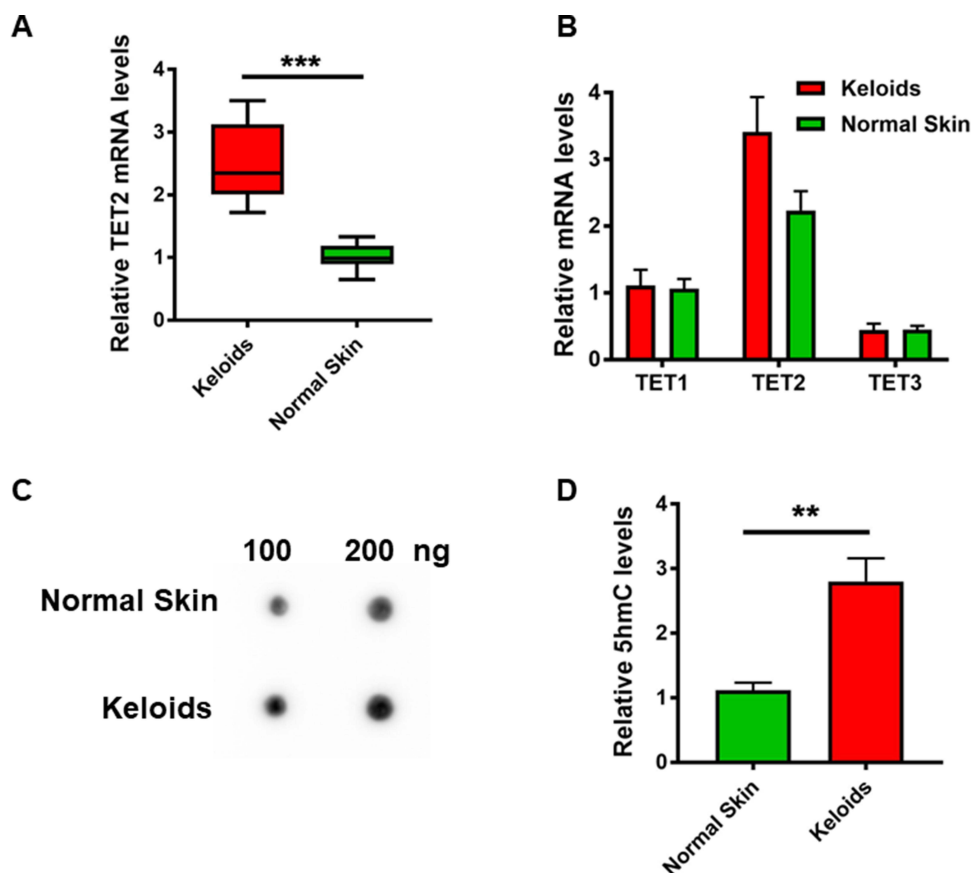 A
Relative TET2 mRNA levels
***
4
3
2
1
0
Keloids
Normal Skin
B
Relative mRNA levels
Keloids
Normal Skin
4
3
2
1
0
TET1 TET2 TET3
C
100 200 ng
Normal Skin
Keloids
D
Relative 5hmC levels
**
4
3
2
1
0
Normal Skin
Keloids